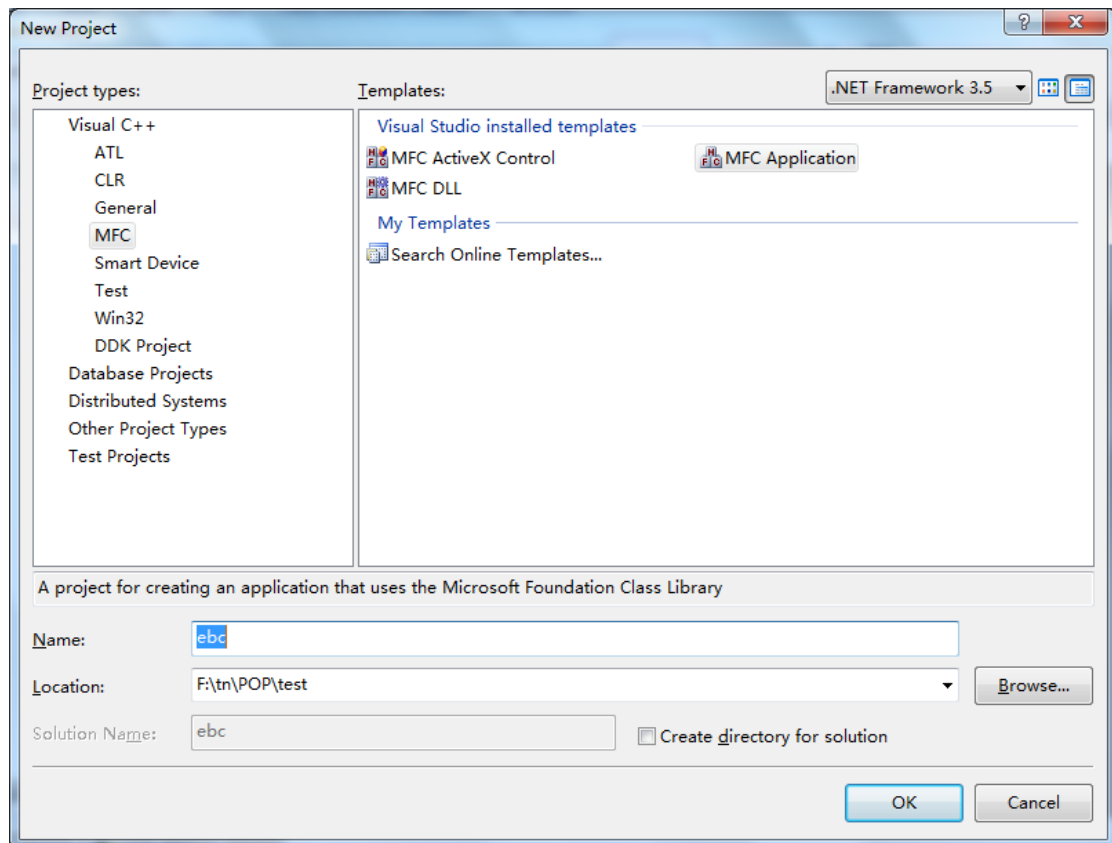 New Project
Project types:
Templates:
.NET Framework 3.5
Visual C++
ATL
CLR
General
MFC
Smart Device
Test
Win32
DDK Project
Database Projects
Distributed Systems
Other Project Types
Test Projects
Visual Studio installed templates
MFC ActiveX Control
MFC Application
MFC DLL
My Templates
Search Online Templates...
A project for creating an application that uses the Microsoft Foundation Class Library
Name:
ebc
Location:
F:\tn\POP\test
Browse...
Solution Name:
ebc
Create directory for solution
OK
Cancel